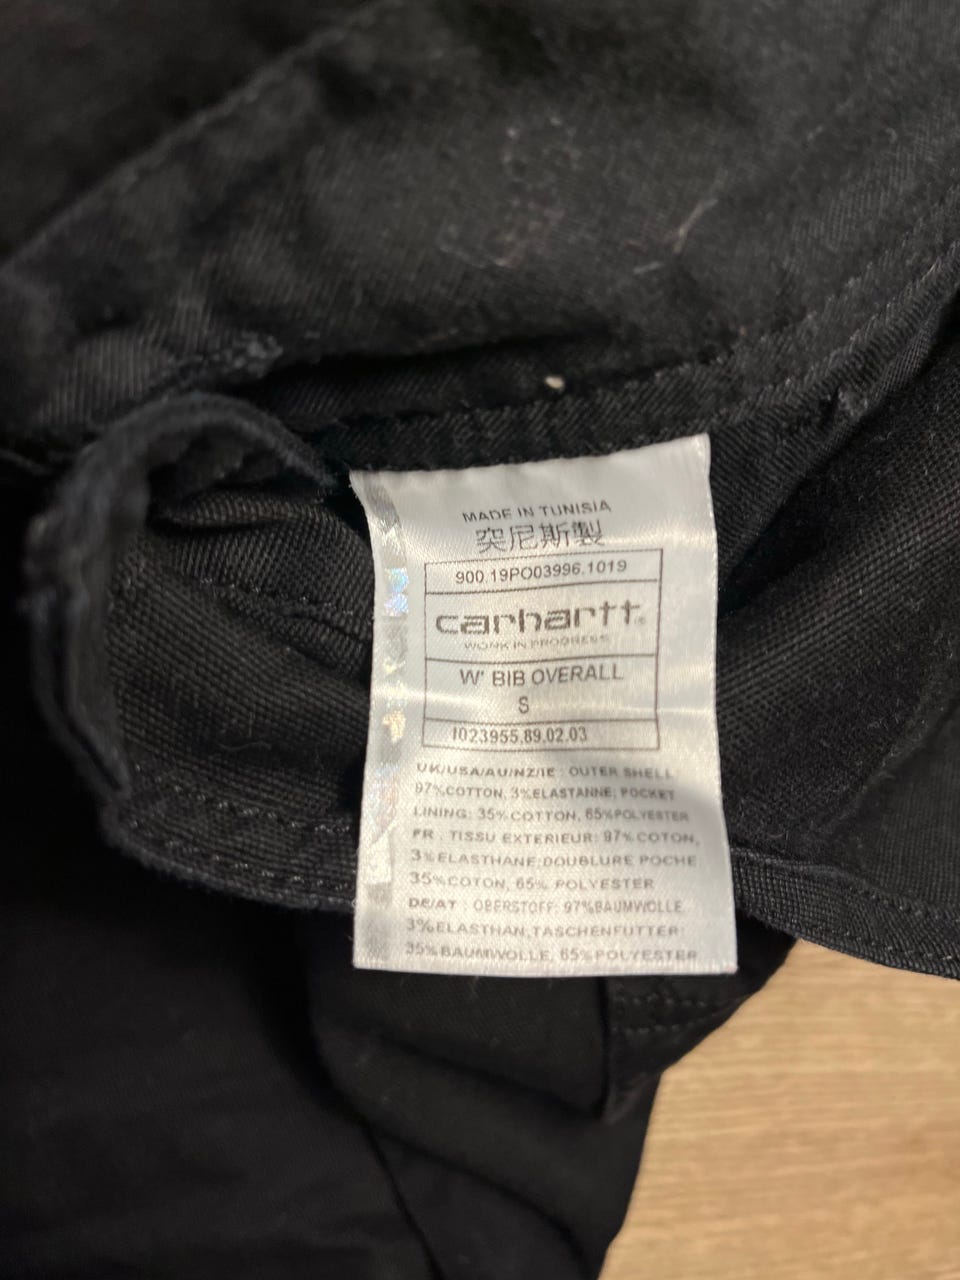 MADE IN TUNISIA
突尼斯製
900.19PO03996.1019
carhartt®
WORK IN PROGRESS
W' BIB OVERALL
S
I023955.89.02.03
UK/USA/AU/NZ/IE : OUTER SHELL:
97%COTTON, 3%ELASTANNE; POCKET
LINING: 35% COTTON, 65%POLYESTER
FR : TISSU EXTERIEUR: 97% COTON,
3%ELASTHANE;DOUBLURE POCHE:
35%COTON, 65% POLYESTER
DE/AT : OBERSTOFF: 97%BAUMWOLLE,
3%ELASTHAN,TASCHENFUTTER:
35%BAUMWOLLE, 65% POLYESTER